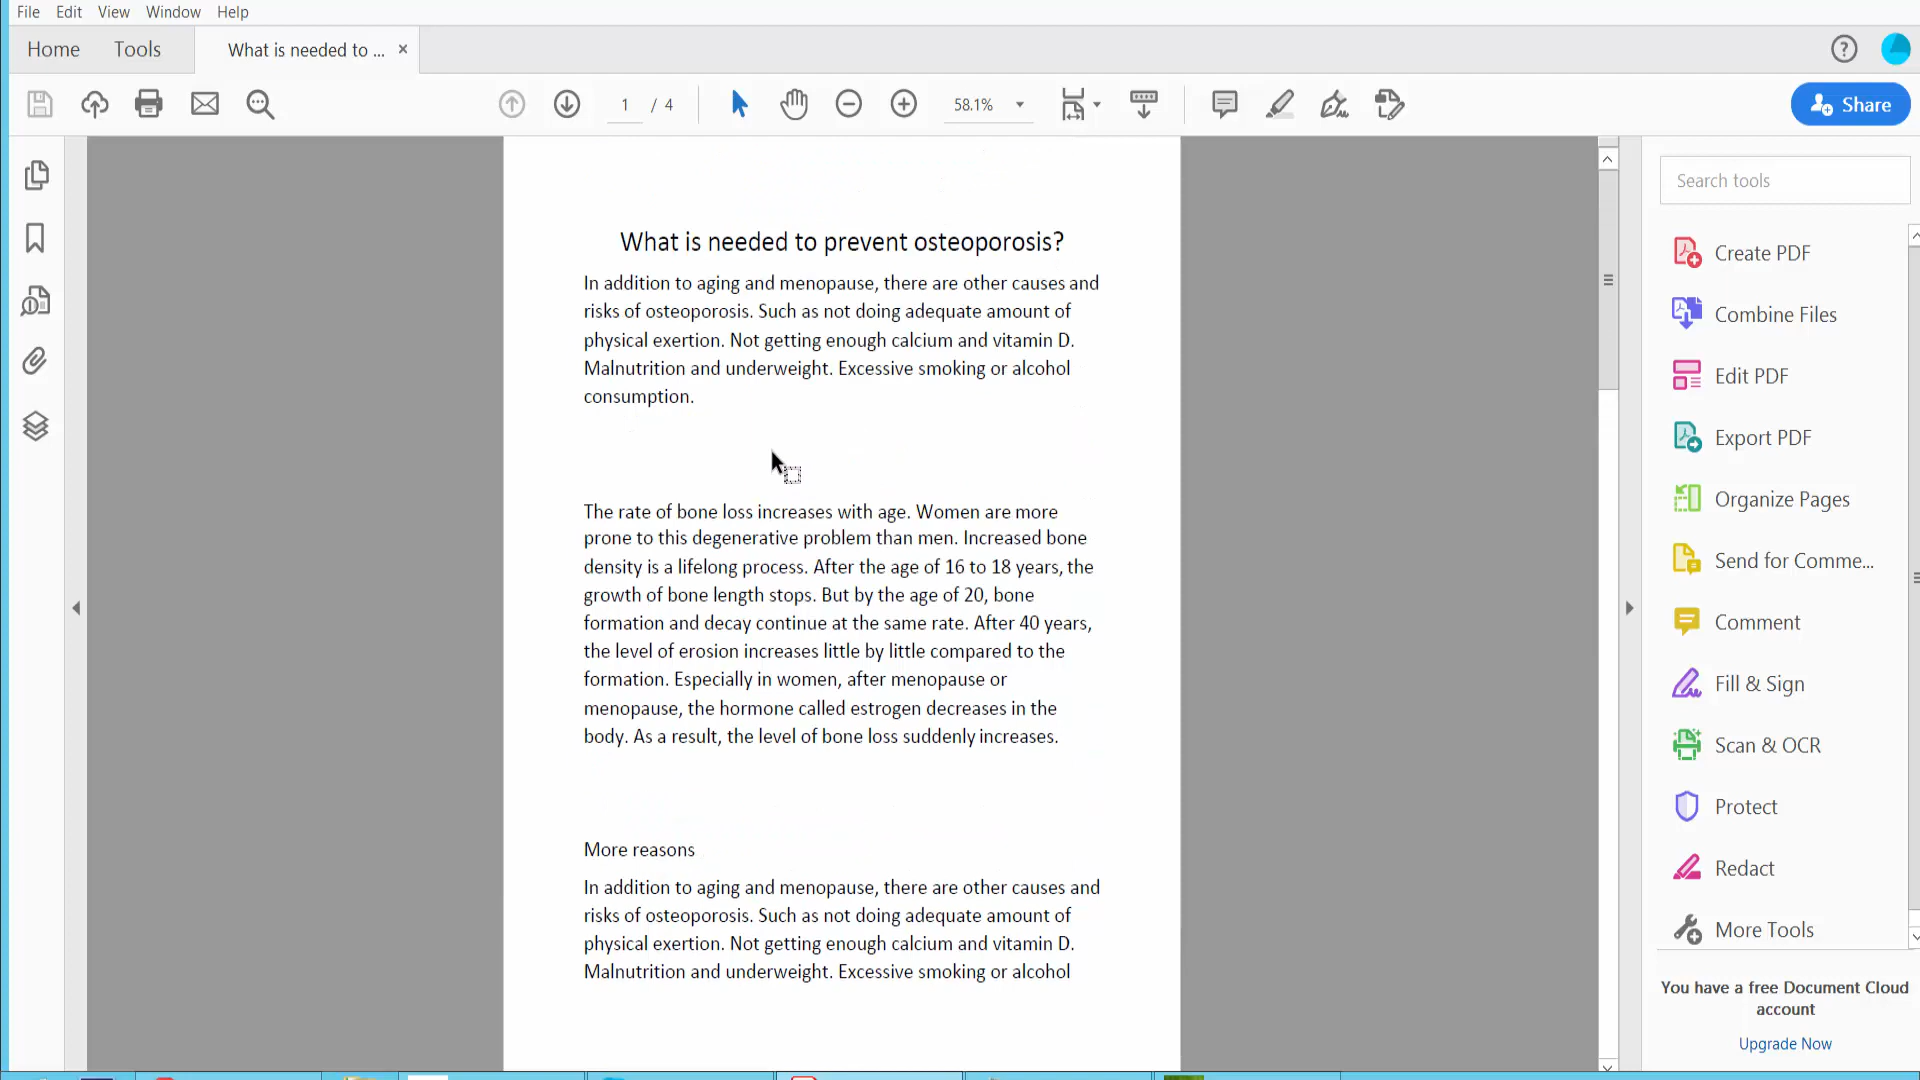 File Edit View Window Help
Home Tools What is needed to ... ×
1 / 4 58.1% Share
Search tools
Create PDF
Combine Files
Edit PDF
Export PDF
Organize Pages
Send for Comme...
Comment
Fill & Sign
Scan & OCR
Protect
Redact
More Tools
You have a free Document Cloud
account
Upgrade Now
What is needed to prevent osteoporosis?
In addition to aging and menopause, there are other causes and
risks of osteoporosis. Such as not doing adequate amount of
physical exertion. Not getting enough calcium and vitamin D.
Malnutrition and underweight. Excessive smoking or alcohol
consumption.
The rate of bone loss increases with age. Women are more
prone to this degenerative problem than men. Increased bone
density is a lifelong process. After the age of 16 to 18 years, the
growth of bone length stops. But by the age of 20, bone
formation and decay continue at the same rate. After 40 years,
the level of erosion increases little by little compared to the
formation. Especially in women, after menopause or
menopause, the hormone called estrogen decreases in the
body. As a result, the level of bone loss suddenly increases.
More reasons
In addition to aging and menopause, there are other causes and
risks of osteoporosis. Such as not doing adequate amount of
physical exertion. Not getting enough calcium and vitamin D.
Malnutrition and underweight. Excessive smoking or alcohol